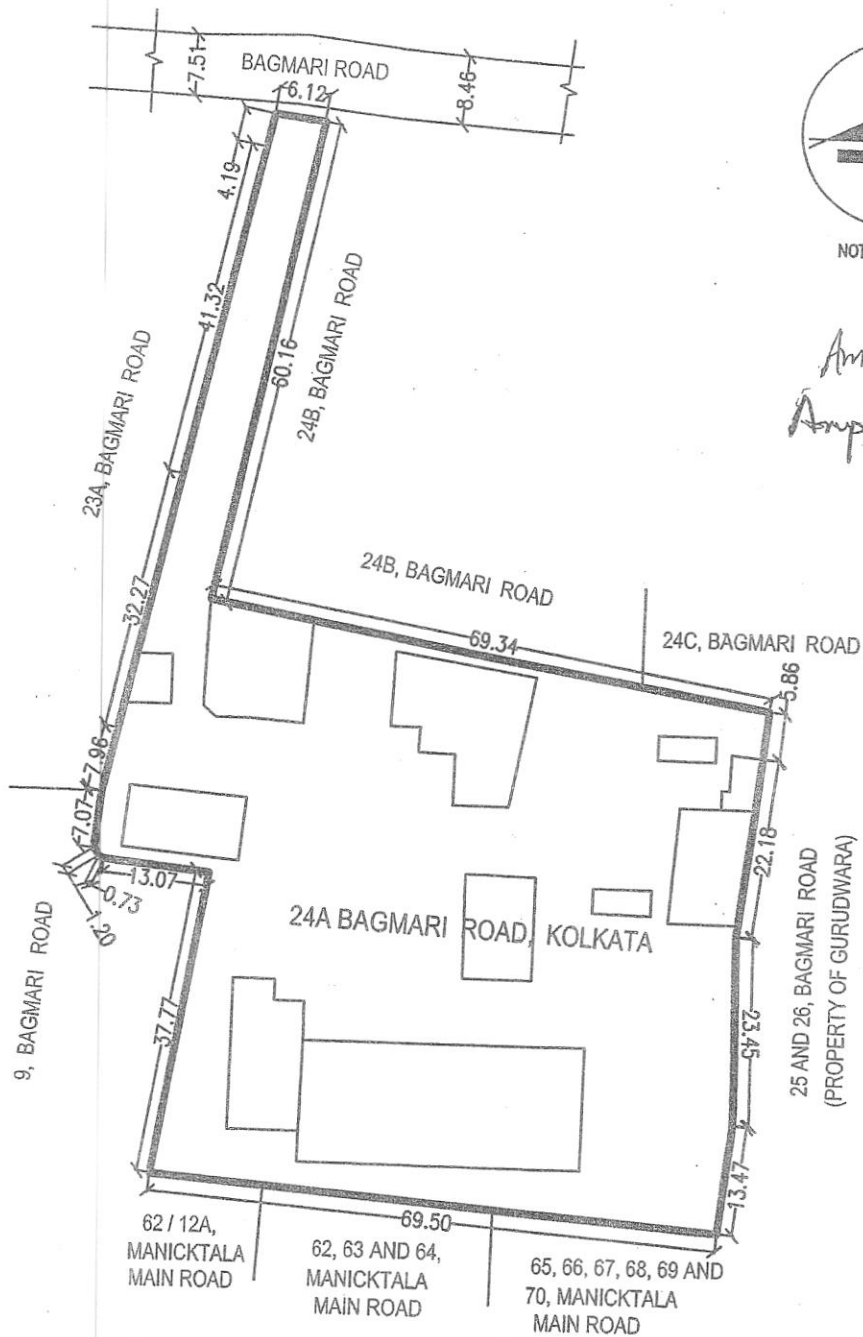 BAGMARI ROAD
7.51
8.46
6.12
4.19
41.32
60.16
23A, BAGMARI ROAD
24B, BAGMARI ROAD
32.27
24B, BAGMARI ROAD
69.34
24C, BAGMARI ROAD
5.86
7.96
7.07
13.07
0.73
1.20
22.18
24A BAGMARI ROAD, KOLKATA
9, BAGMARI ROAD
37.77
23.45
25 AND 26, BAGMARI ROAD
(PROPERTY OF GURUDWARA)
13.47
69.50
62 / 12A,
MANICKTALA
MAIN ROAD
62, 63 AND 64,
MANICKTALA
MAIN ROAD
65, 66, 67, 68, 69 AND
70, MANICKTALA
MAIN ROAD